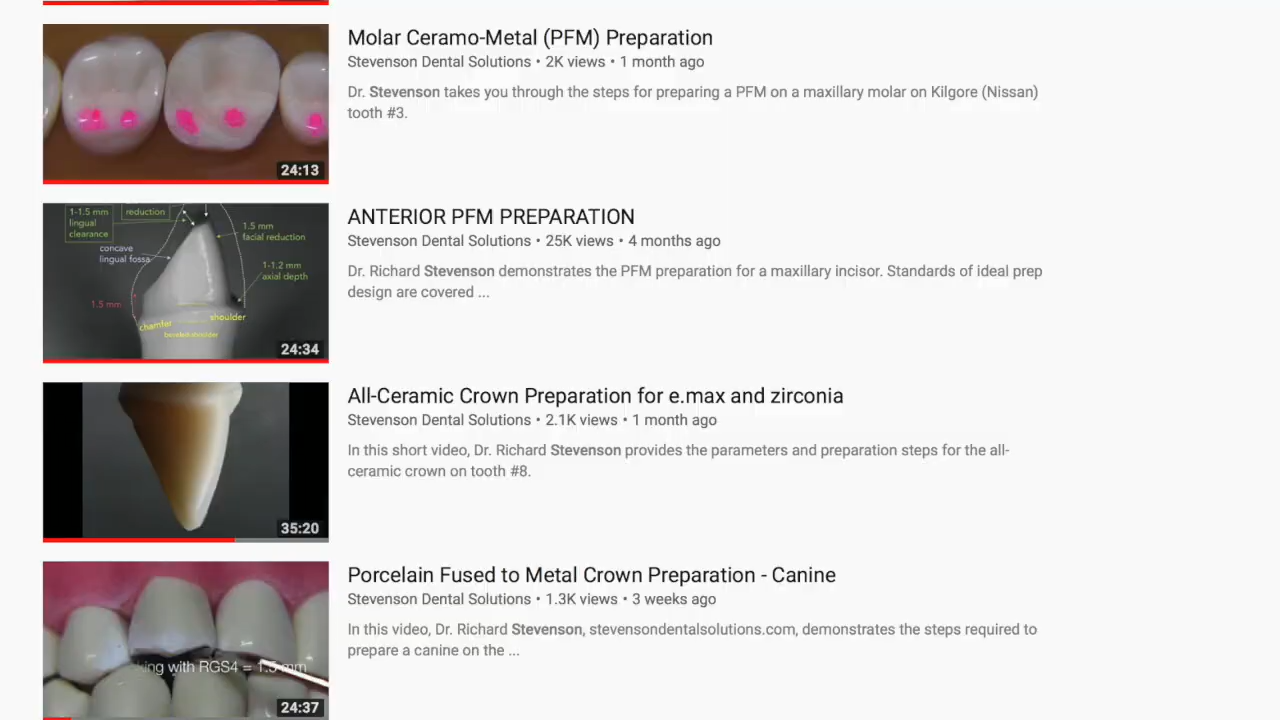 Molar Ceramo-Metal (PFM) Preparation
Stevenson Dental Solutions • 2K views • 1 month ago
Dr. Stevenson takes you through the steps for preparing a PFM on a maxillary molar on Kilgore (Nissan)
tooth #3.
24:13
1-1.5 mm
lingual
clearance
reduction
1.5 mm
facial reduction
concave
lingual fossa
1-1.2 mm
axial depth
1.5 mm
chamfer
shoulder
beveled shoulder
24:34
ANTERIOR PFM PREPARATION
Stevenson Dental Solutions • 25K views • 4 months ago
Dr. Richard Stevenson demonstrates the PFM preparation for a maxillary incisor. Standards of ideal prep
design are covered ...
All-Ceramic Crown Preparation for e.max and zirconia
Stevenson Dental Solutions • 2.1K views • 1 month ago
In this short video, Dr. Richard Stevenson provides the parameters and preparation steps for the all-
ceramic crown on tooth #8.
35:20
Porcelain Fused to Metal Crown Preparation - Canine
Stevenson Dental Solutions • 1.3K views • 3 weeks ago
In this video, Dr. Richard Stevenson, stevensondentalsolutions.com, demonstrates the steps required to
prepare a canine on the ...
king with RGS4 = 1.5 mm
24:37